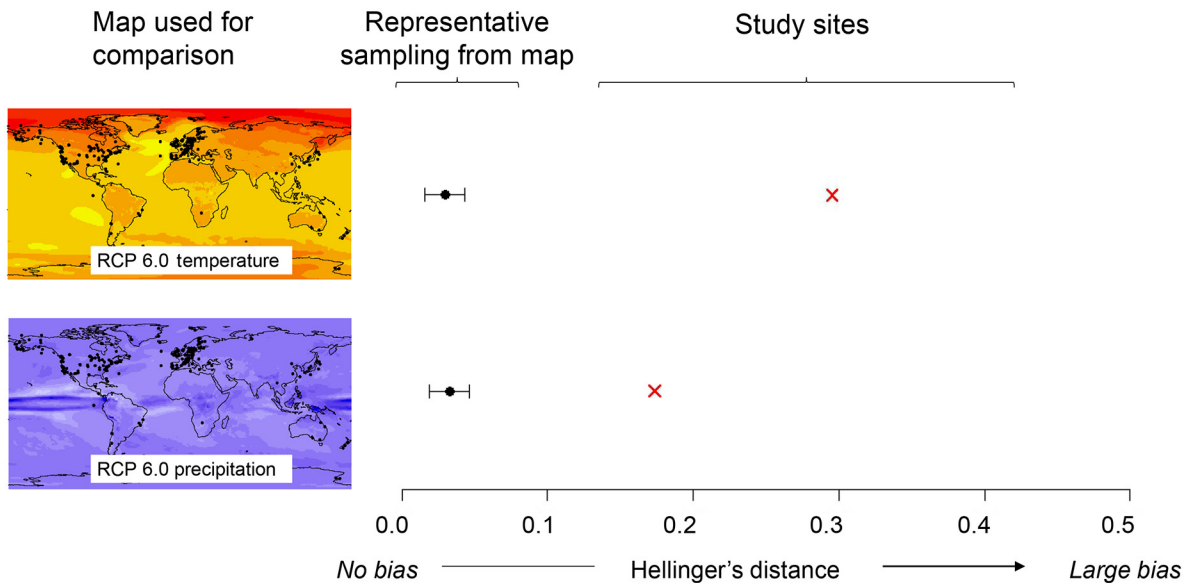 Map used for
comparison
Representative
sampling from map
Study sites
RCP 6.0 temperature
RCP 6.0 precipitation
0.0 0.1 0.2 0.3 0.4 0.5
No bias Hellinger's distance Large bias